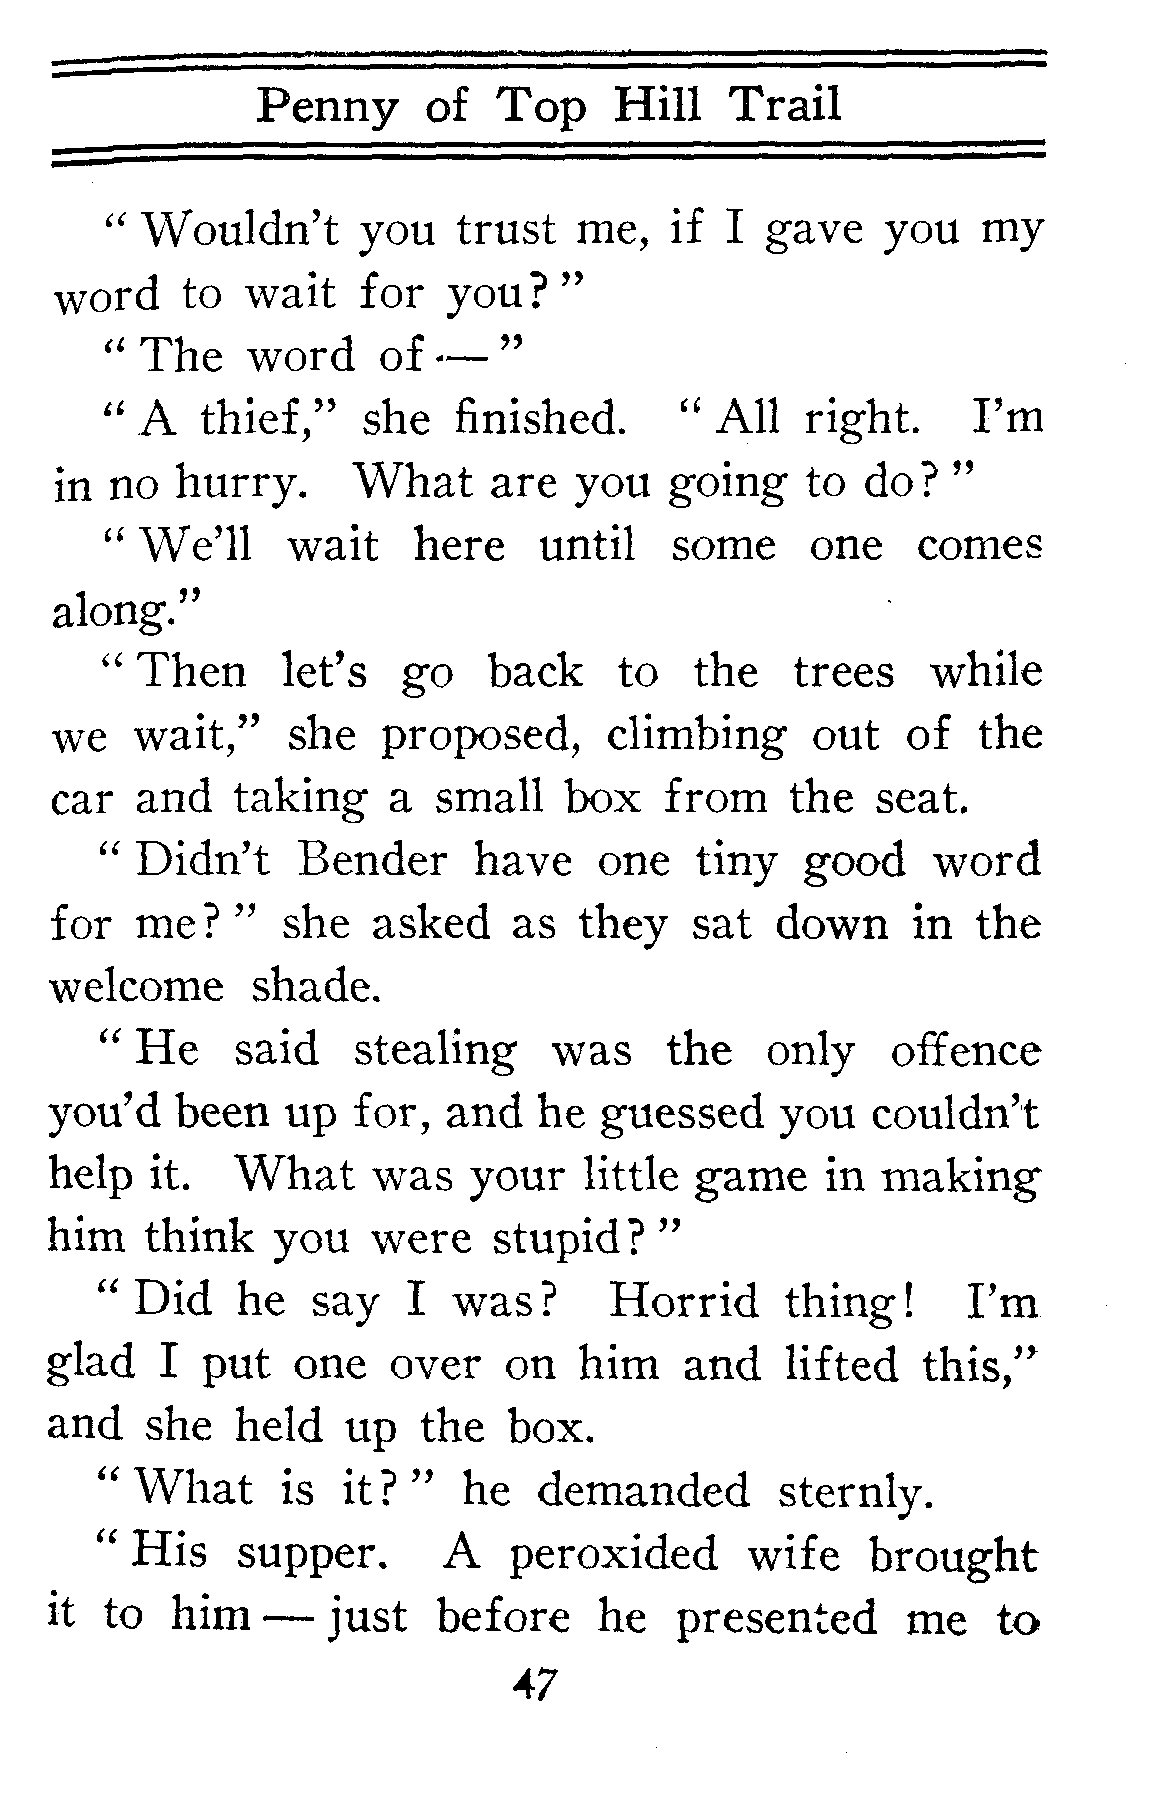 Penny of Top Hill Trail
“ Wouldn’t you trust me, if I gave you my
word to wait for you? ”
“ The word of — ”
“ A thief,” she finished. “ All right. I’m
in no hurry. What are you going to do? ”
“ We’ll wait here until some one comes
along.”
“ Then let’s go back to the trees while
we wait,” she proposed, climbing out of the
car and taking a small box from the seat.
“ Didn’t Bender have one tiny good word
for me? ” she asked as they sat down in the
welcome shade.
“ He said stealing was the only offence
you’d been up for, and he guessed you couldn’t
help it. What was your little game in making
him think you were stupid? ”
“ Did he say I was? Horrid thing! I’m
glad I put one over on him and lifted this,”
and she held up the box.
“ What is it? ” he demanded sternly.
“ His supper. A peroxided wife brought
it to him — just before he presented me to
47